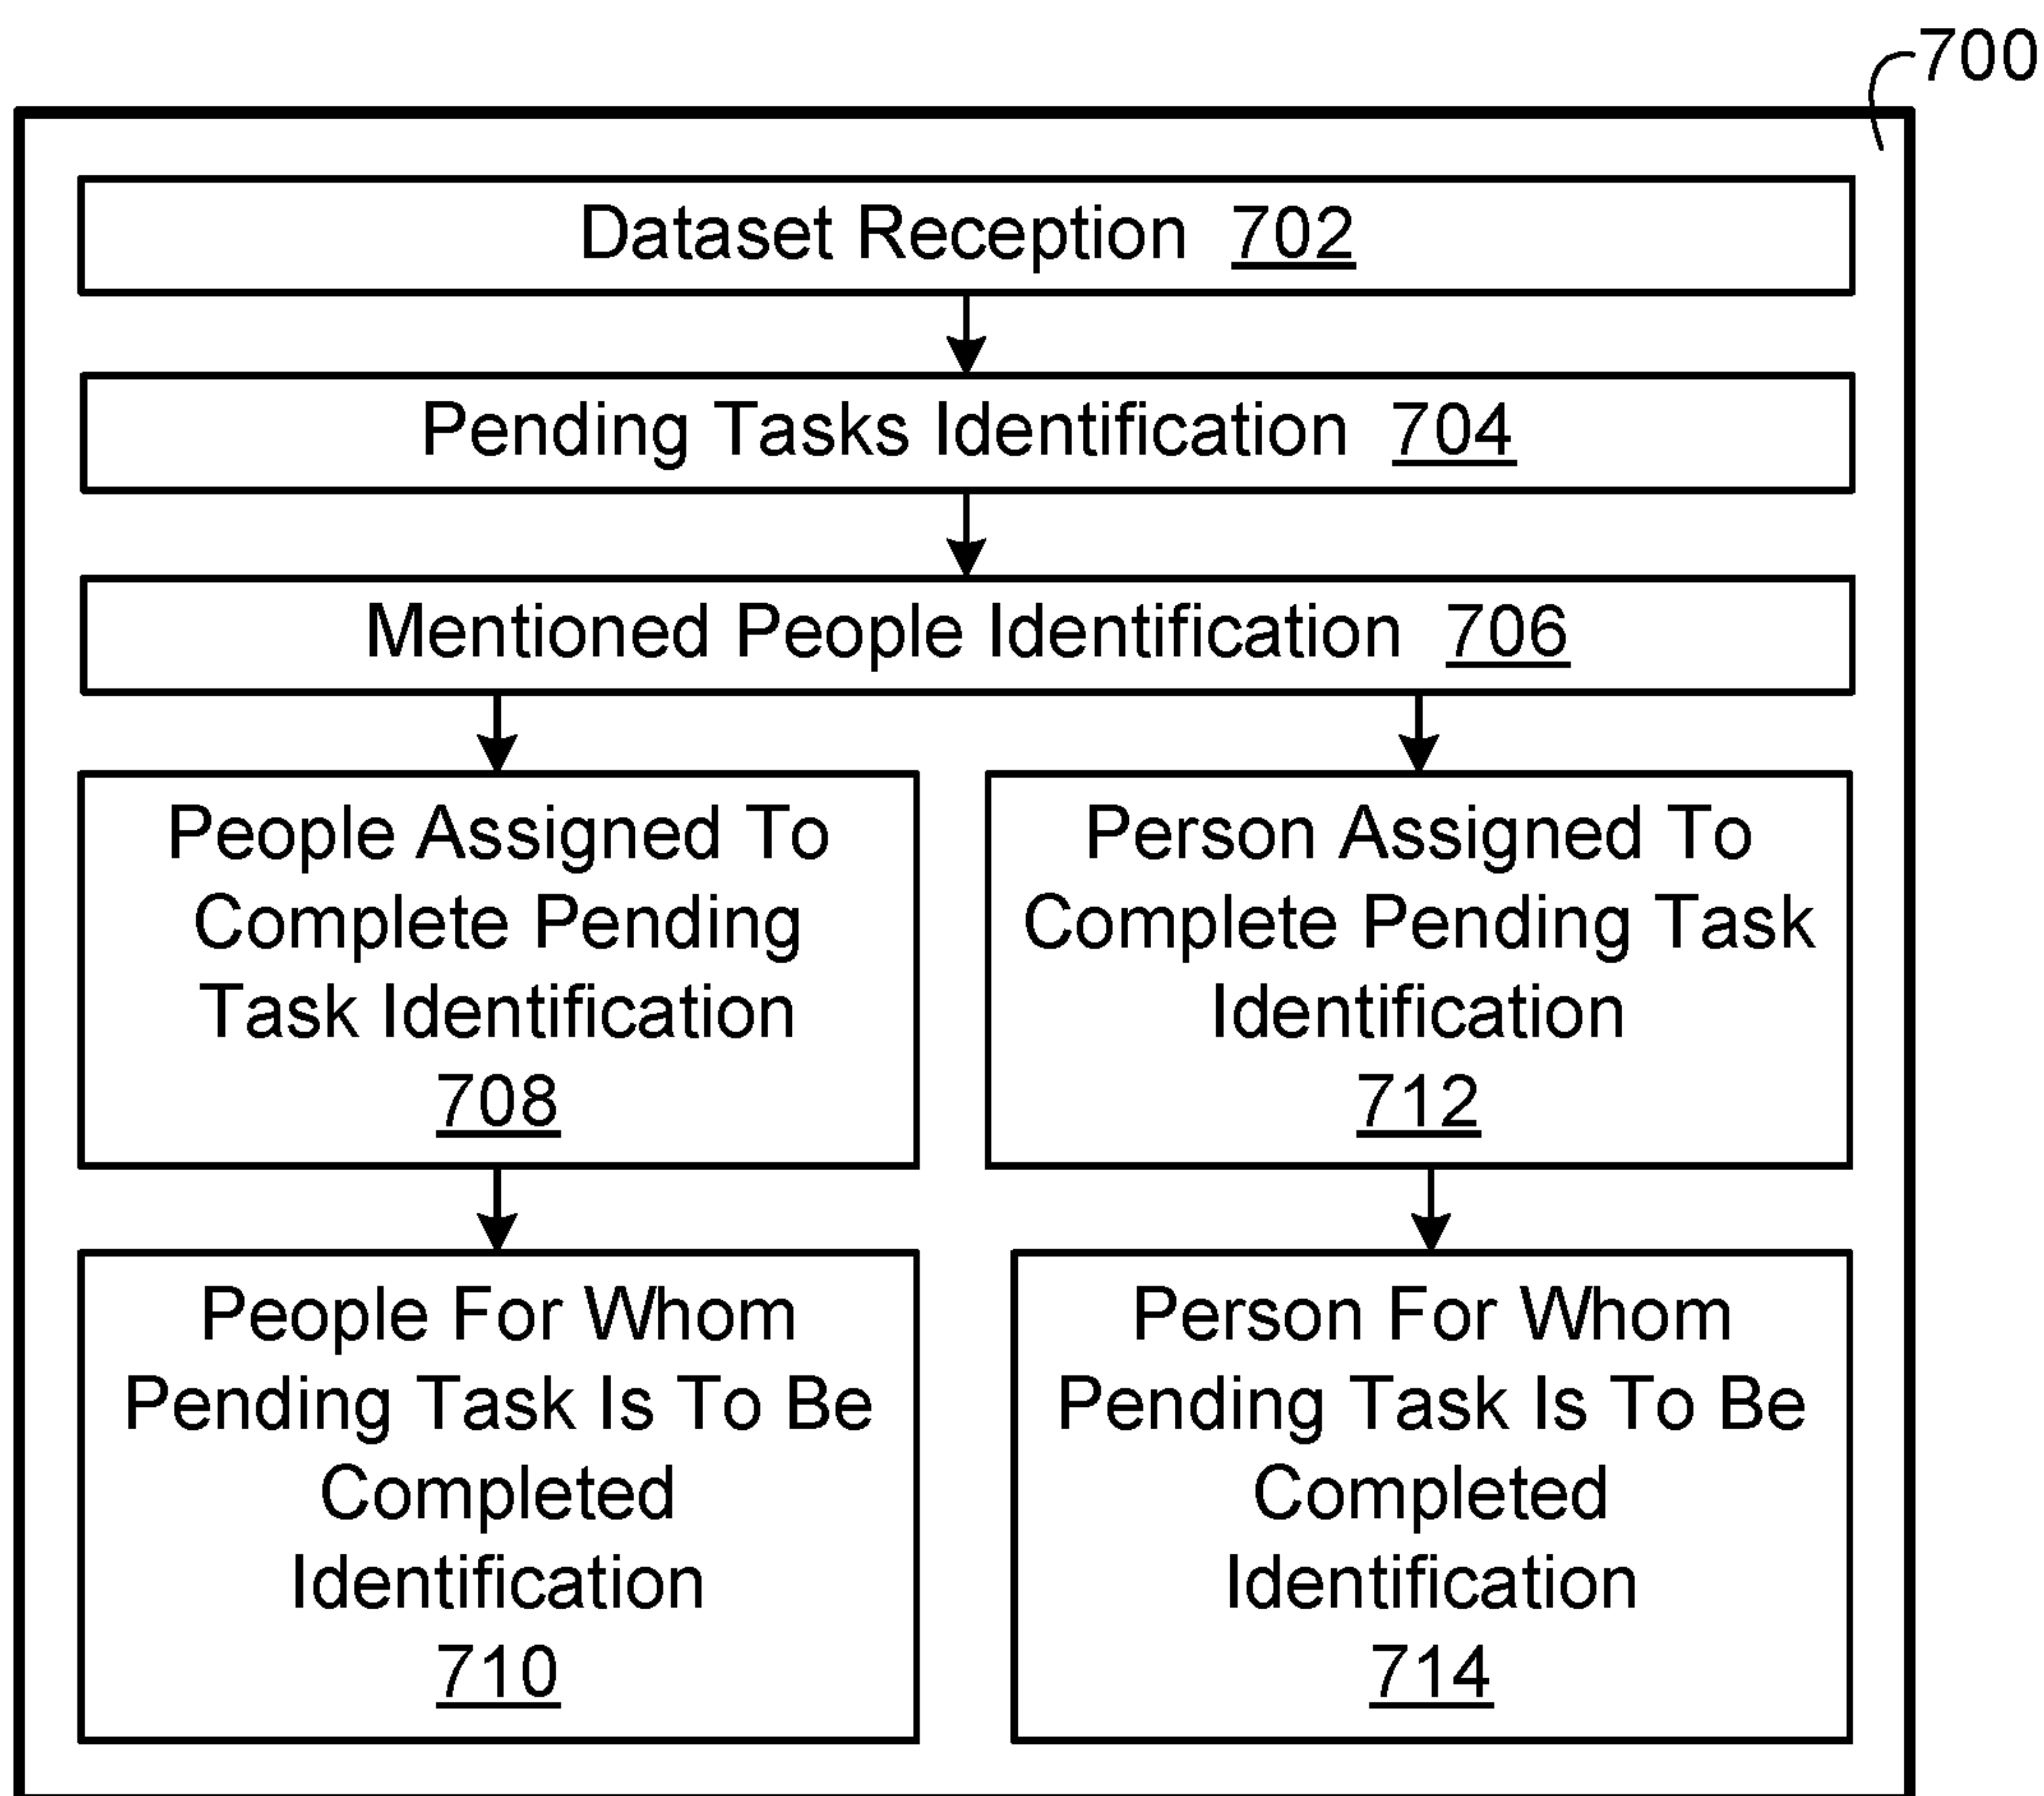 700
Dataset Reception 702
Pending Tasks Identification 704
Mentioned People Identification 706
People Assigned To
Complete Pending
Task Identification
708
Person Assigned To
Complete Pending Task
Identification
712
People For Whom
Pending Task Is To Be
Completed
Identification
710
Person For Whom
Pending Task Is To Be
Completed
Identification
714